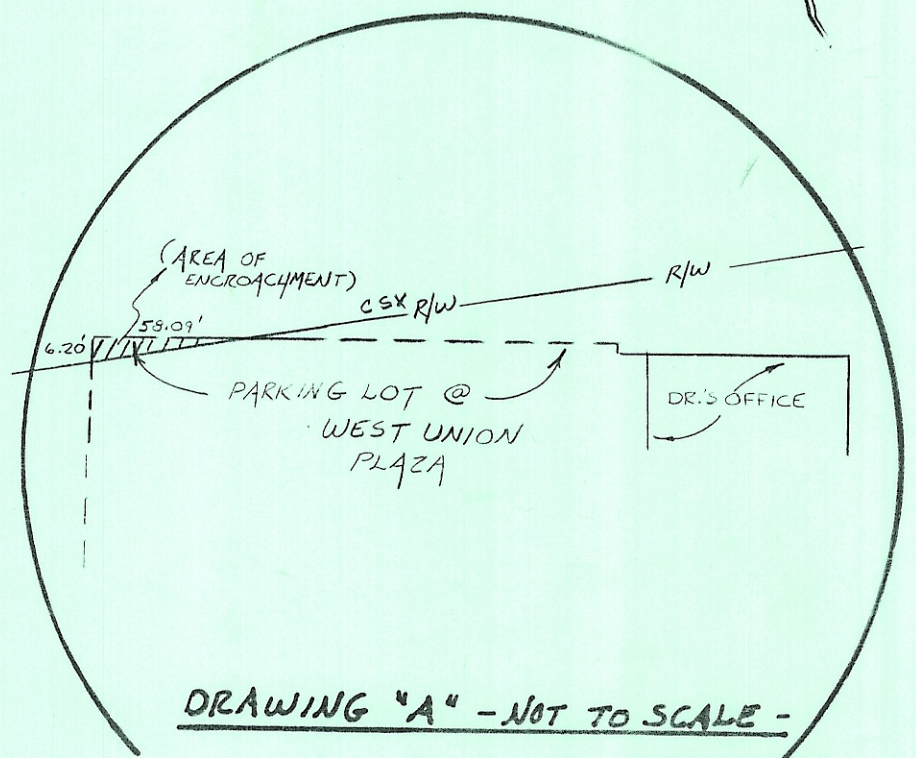 (AREA OF
ENCROACHMENT)
R/W
CSX R/W
58.09'
6.20'
PARKING LOT @
WEST UNION
PLAZA
DR.'S OFFICE
DRAWING "A" - NOT TO SCALE -